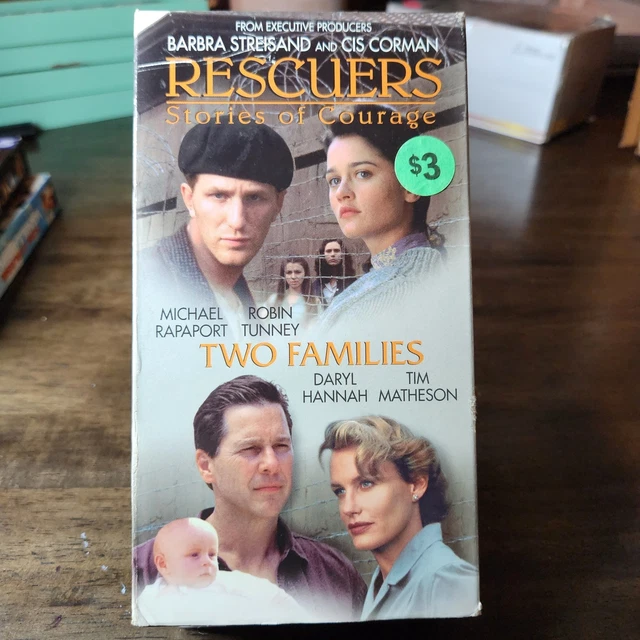 FROM EXECUTIVE PRODUCERS
BARBRA STREISAND AND CIS CORMAN
RESCUERS
Stories of Courage
$3
MICHAEL RAPAPORT
ROBIN TUNNEY
TWO FAMILIES
DARYL HANNAH
TIM MATHESON